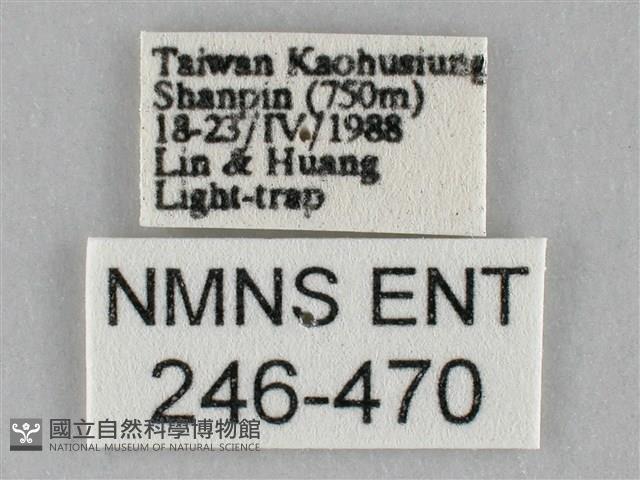 Taiwan Kaohusiung
Shanpin (750m)
18-23/IV/1988
Lin & Huang
Light-trap
NMNS ENT
246-470
國立自然科學博物館
NATIONAL MUSEUM OF NATURAL SCIENCE